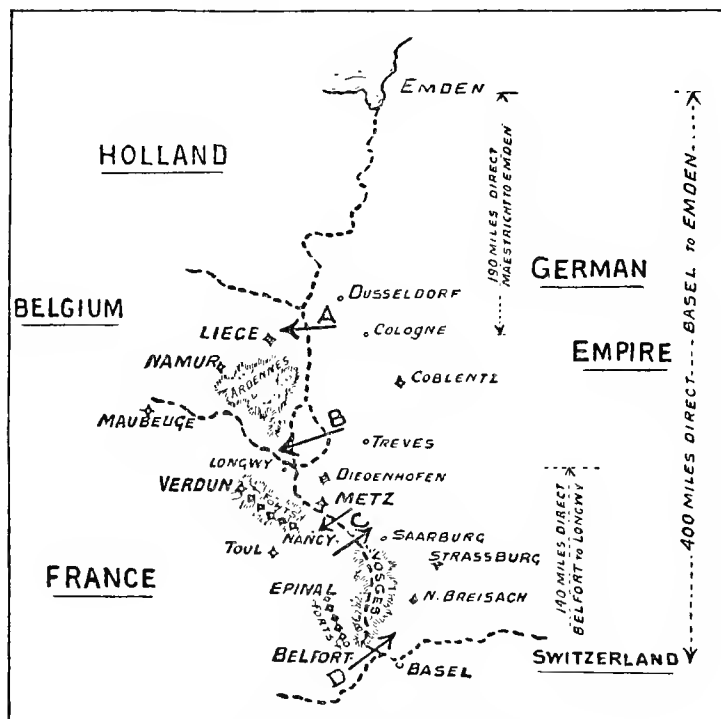 EMDEN
HOLLAND
190 MILES DIRECT
MAESTRICHT TO EMDEN
400 MILES DIRECT BASEL TO EMDEN
GERMAN
DUSSELDORF
BELGIUM
A
LIEGE
COLOGNE
EMPIRE
NAMUR
ARDENNES
COBLENTZ
MAUBEUGE
B
TREVES
LONGWY
DIEDENHOFEN
VERDUN
FORTS
METZ
C
NANCY
SAARBURG
140 MILES DIRECT
BELFORT TO LONGWY
TOUL
STRASSBURG
VOSGES
FRANCE
EPINAL
N. BREISACH
FORTS
BELFORT
SWITZERLAND
D
BASEL